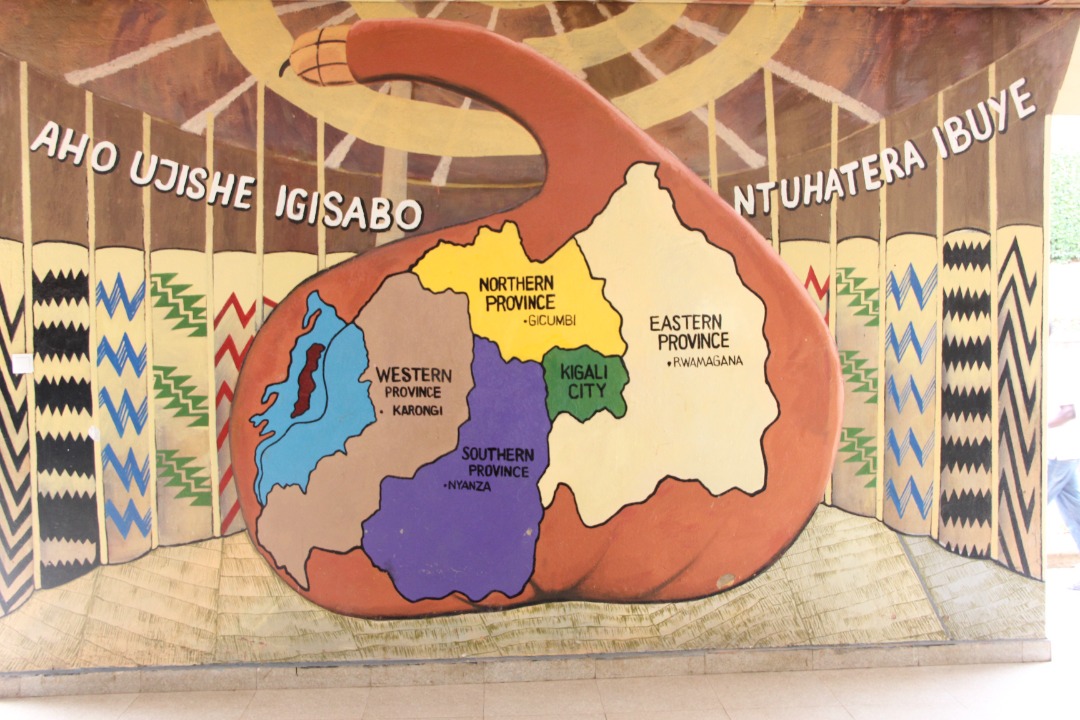 AHO UJISHE IGISABO
NTUHATERA IBUYE
NORTHERN
PROVINCE
•GICUMBI
EASTERN
PROVINCE
•RWAMAGANA
KIGALI
CITY
WESTERN
PROVINCE
• KARONGI
SOUTHERN
PROVINCE
•NYANZA